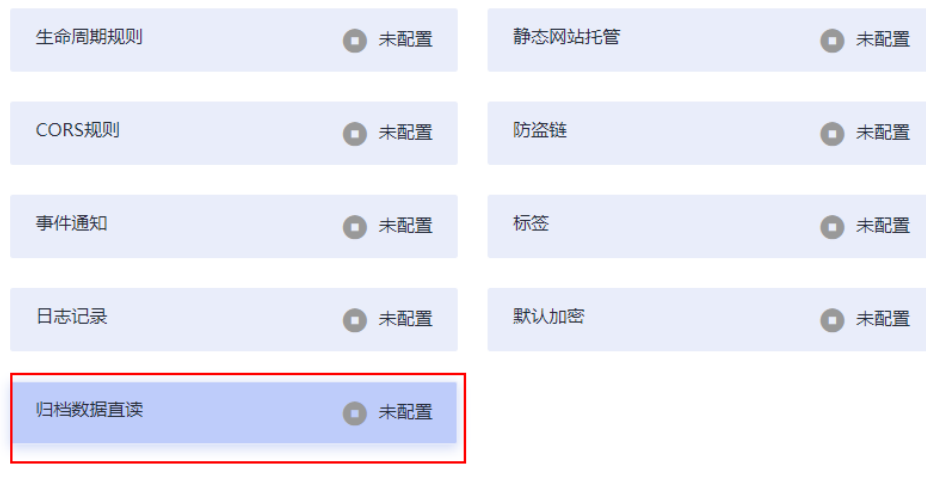 生命周期规则 未配置 静态网站托管 未配置
CORS规则 未配置 防盗链 未配置
事件通知 未配置 标签 未配置
日志记录 未配置 默认加密 未配置
归档数据直读 未配置